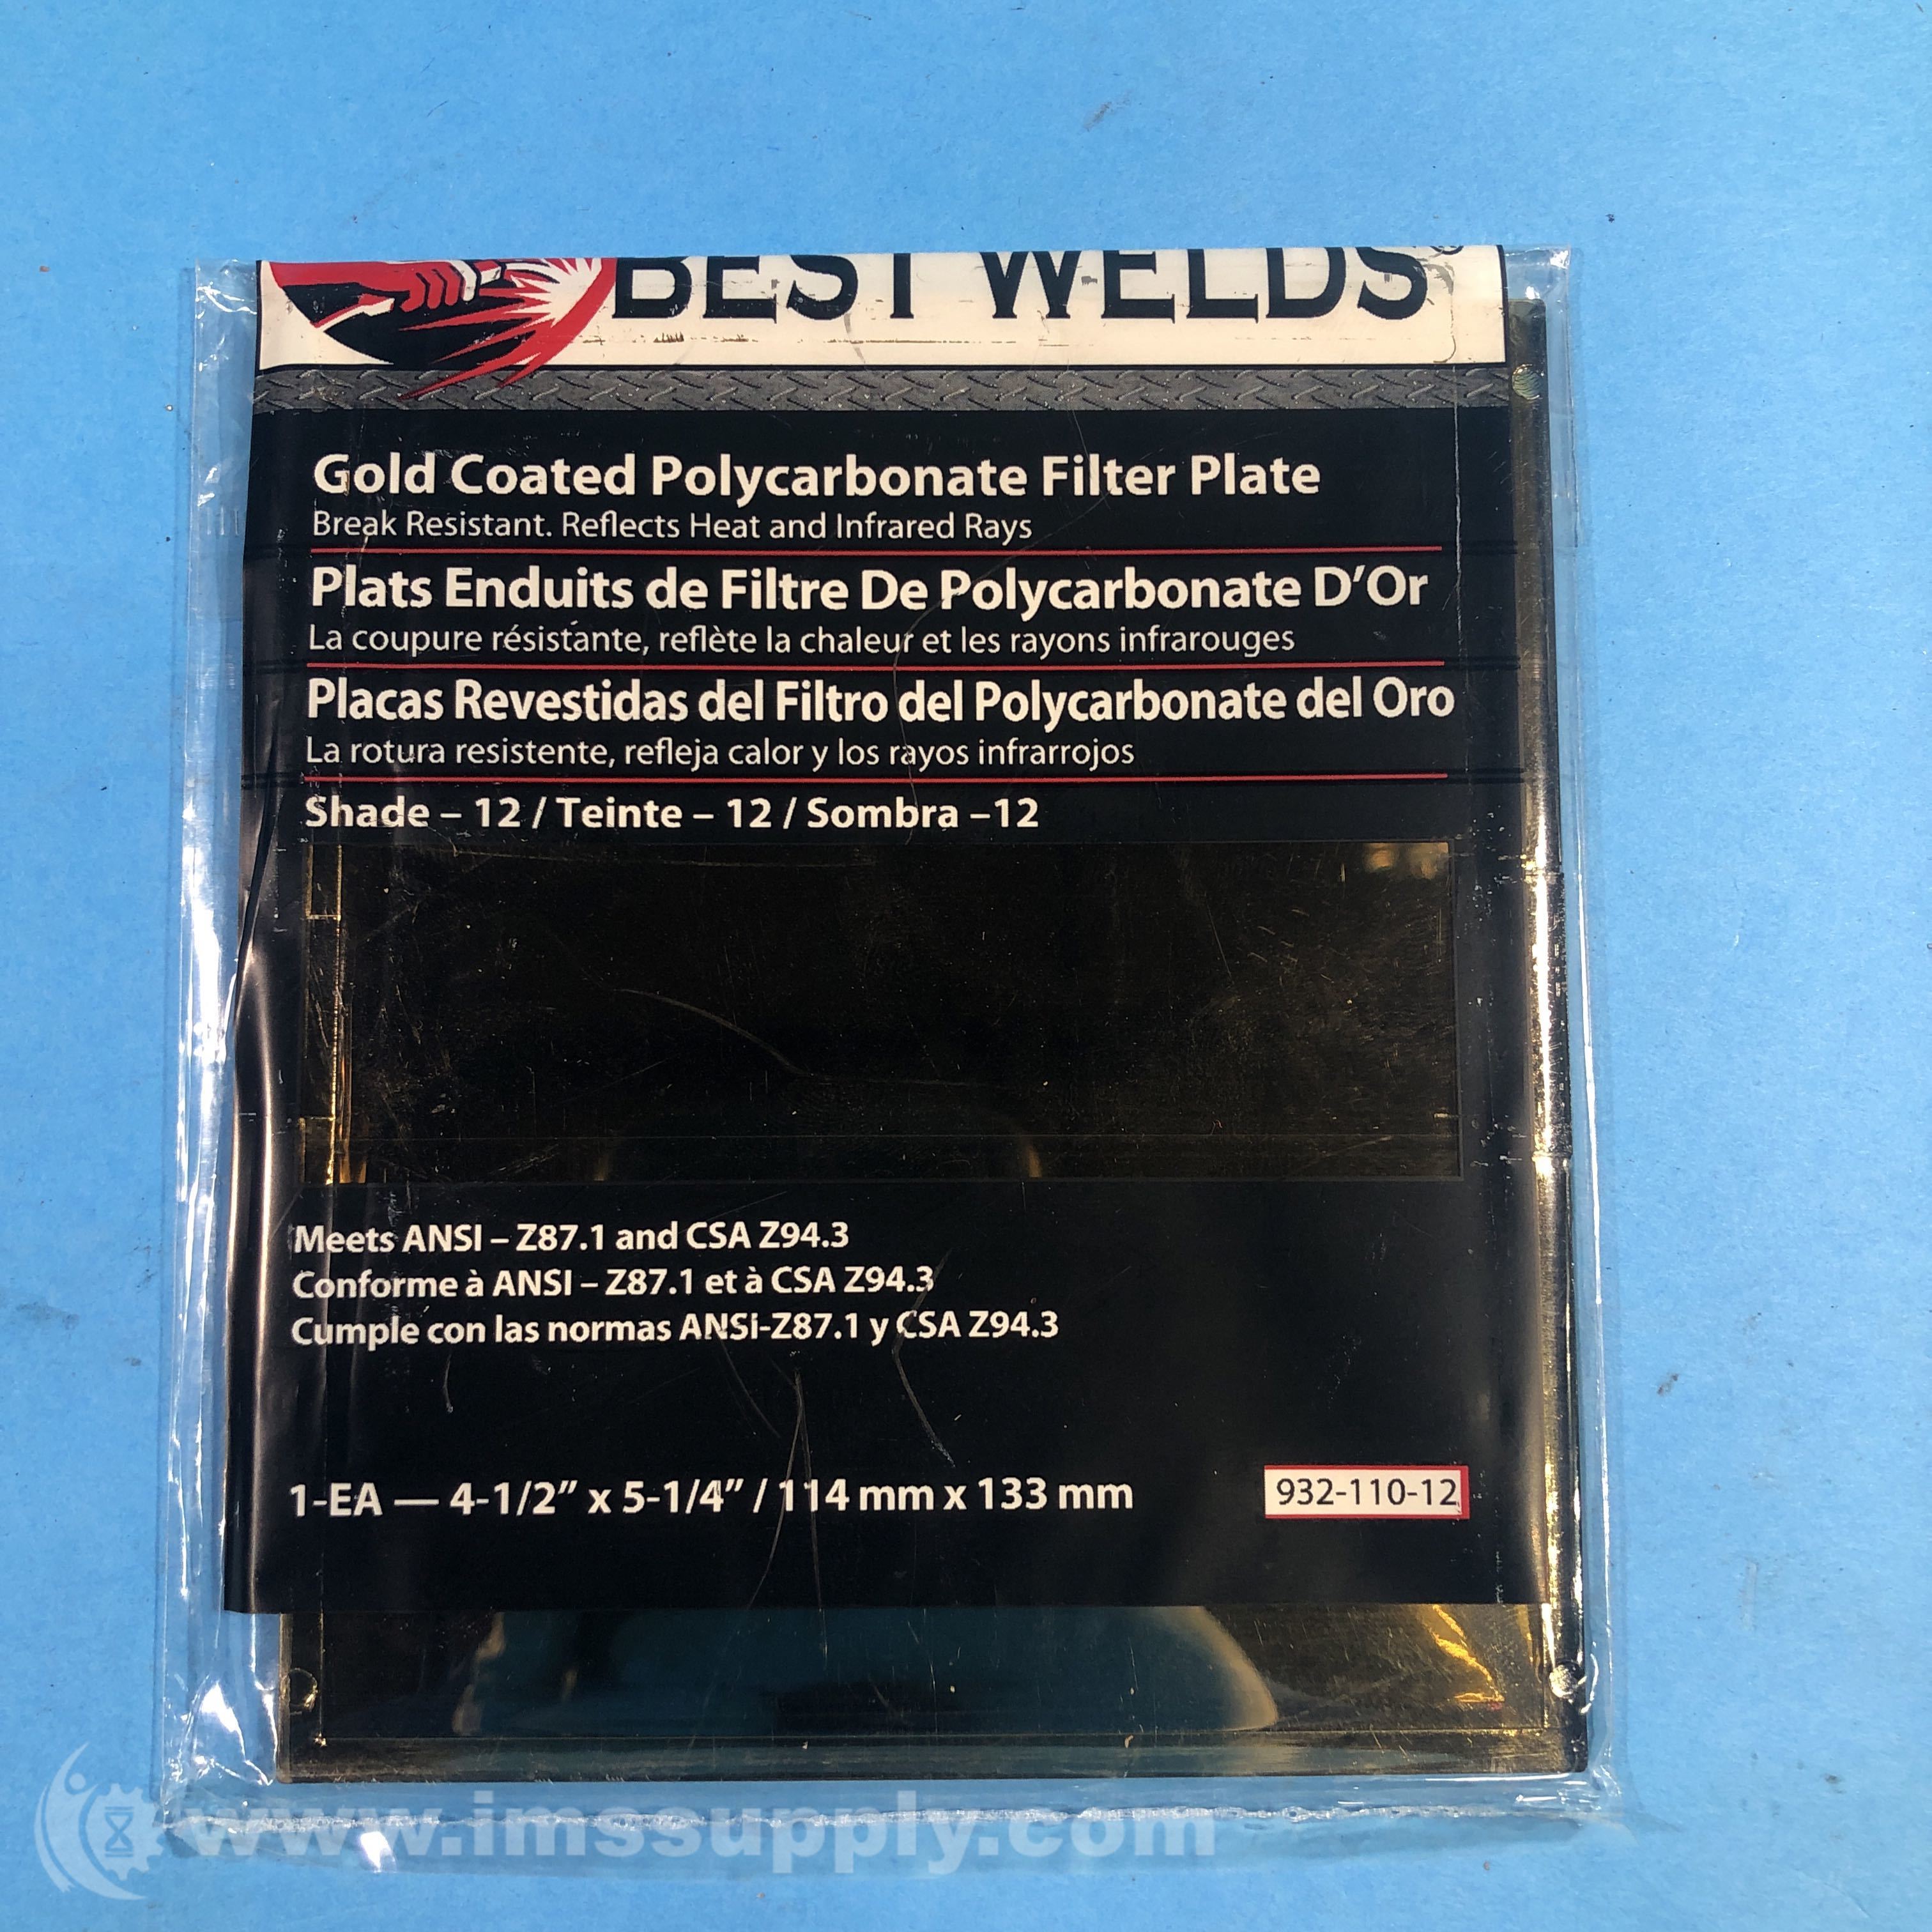 BEST WELDS®
Gold Coated Polycarbonate Filter Plate
Break Resistant. Reflects Heat and Infrared Rays
Plats Enduits de Filtre De Polycarbonate D’Or
La coupure résistante, reflète la chaleur et les rayons infrarouges
Placas Revestidas del Filtro del Polycarbonate del Oro
La rotura resistente, refleja calor y los rayos infrarrojos
Shade – 12 / Teinte – 12 / Sombra –12
Meets ANSI – Z87.1 and CSA Z94.3
Conforme à ANSI – Z87.1 et à CSA Z94.3
Cumple con las normas ANSi-Z87.1 y CSA Z94.3
1-EA — 4-1/2” x 5-1/4” / 114 mm x 133 mm
932-110-12
www.imssupply.com